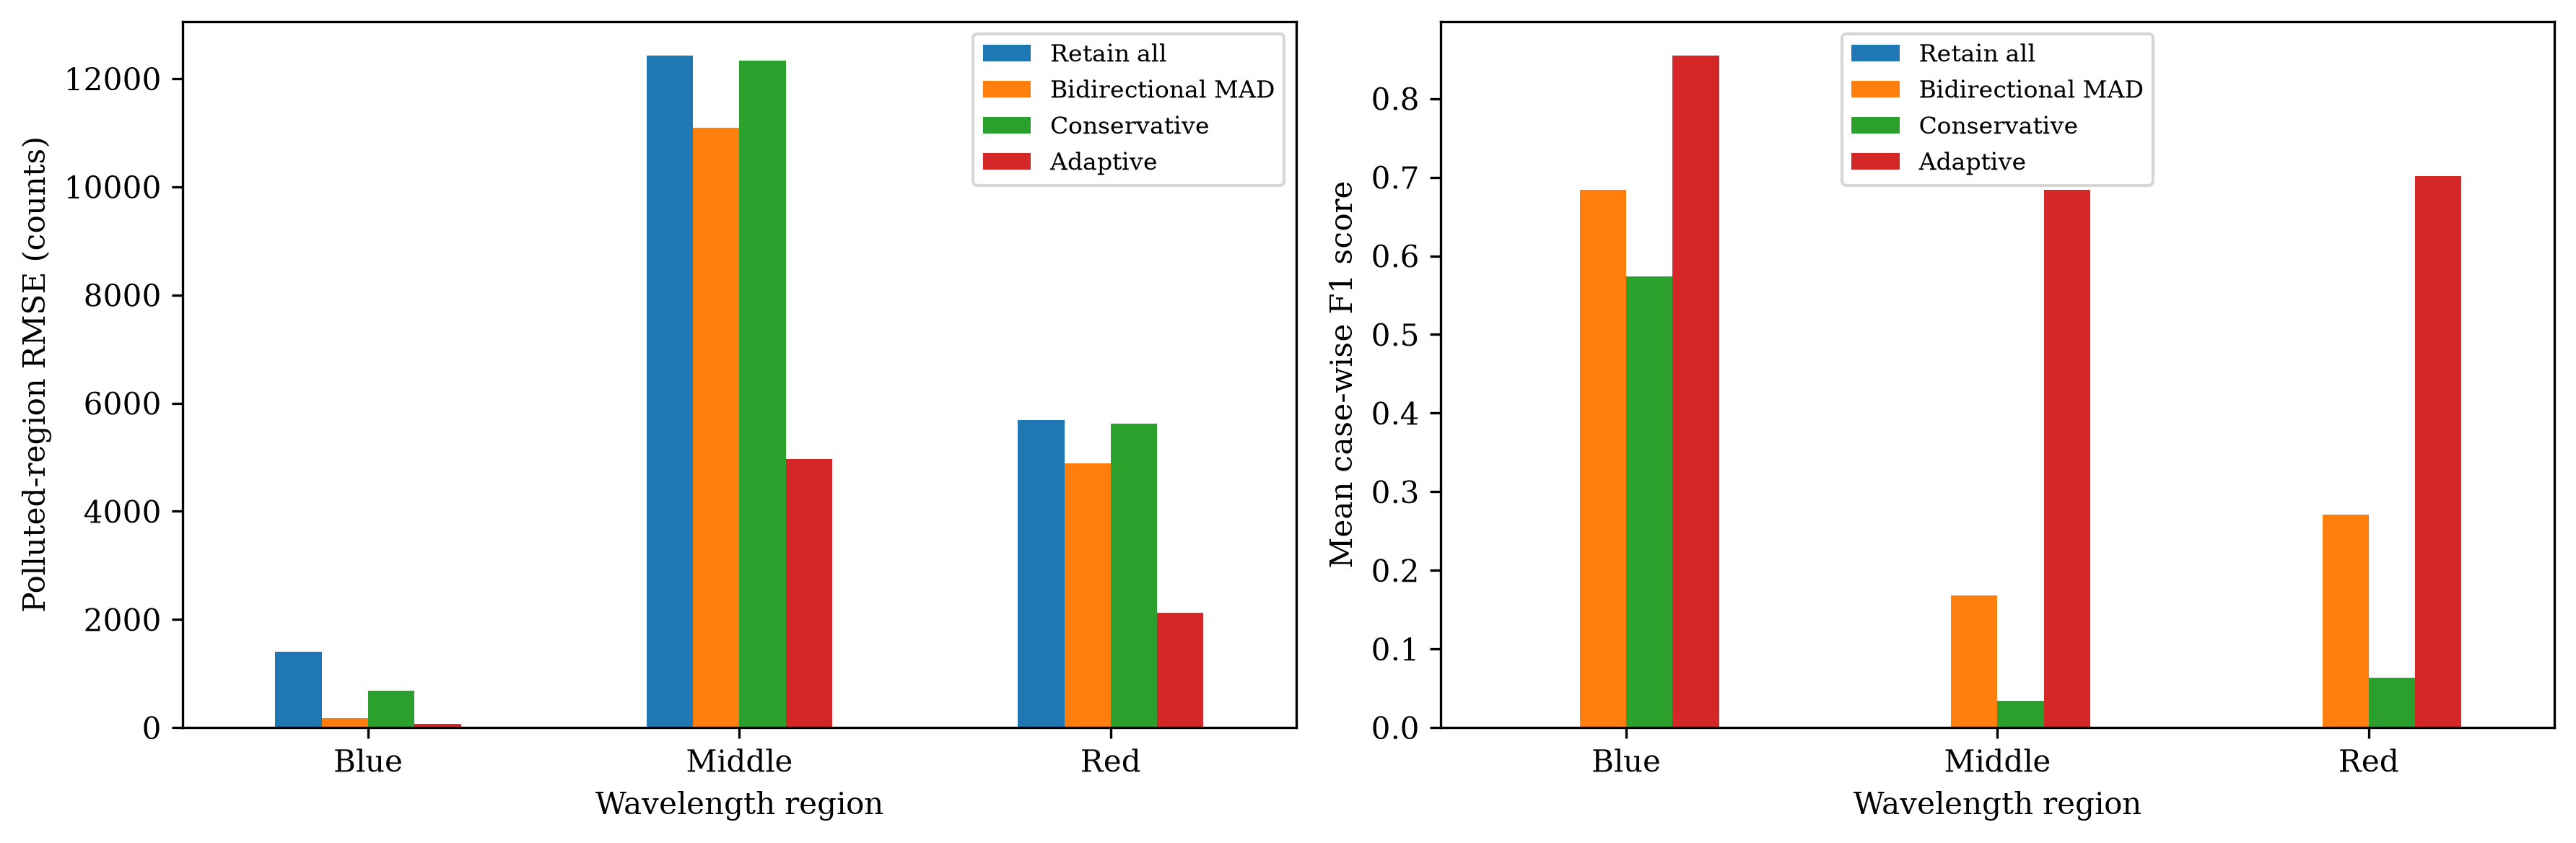 Polluted-region RMSE (counts)
12000
10000
8000
6000
4000
2000
0
Retain all
Bidirectional MAD
Conservative
Adaptive
Blue
Middle
Red
Wavelength region
Mean case-wise F1 score
0.8
0.7
0.6
0.5
0.4
0.3
0.2
0.1
0.0
Retain all
Bidirectional MAD
Conservative
Adaptive
Blue
Middle
Red
Wavelength region